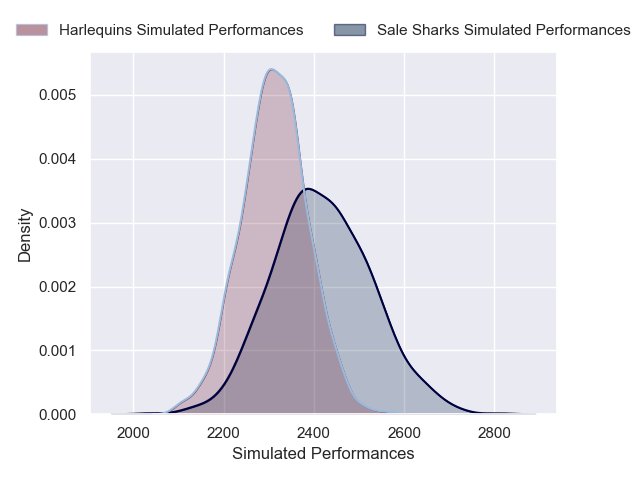 Harlequins Simulated Performances
Sale Sharks Simulated Performances
0.005
0.004
0.003
0.002
0.001
0.000
Density
2000 2200 2400 2600 2800
Simulated Performances